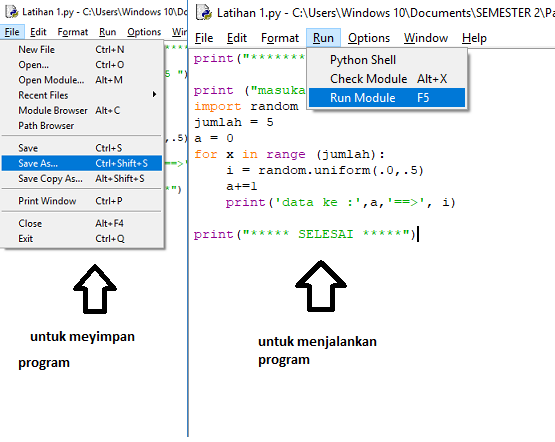 Latihan 1.py - C:\Users\Windows 10\Documents\
File Edit Format Run Options Windo
New File Ctrl+N
Open... Ctrl+O
Open Module... Alt+M
Recent Files
Module Browser Alt+C
Path Browser
Save Ctrl+S
Save As... Ctrl+Shift+S
Save Copy As... Alt+Shift+S
Print Window Ctrl+P
Close Alt+F4
Exit Ctrl+Q
****
5 ")
,.5)
=>'
*")
untuk meyimpan
program
Latihan 1.py - C:\Users\Windows 10\Documents\SEMESTER 2\Pa
File Edit Format Run Options Window Help
Python Shell
Check Module Alt+X
Run Module F5
print("********
print ("masuka
import random
jumlah = 5
a = 0
for x in range (jumlah):
i = random.uniform(.0,.5)
a+=1
print('data ke :',a,'==>', i)
print("***** SELESAI *****")
untuk menjalankan
program